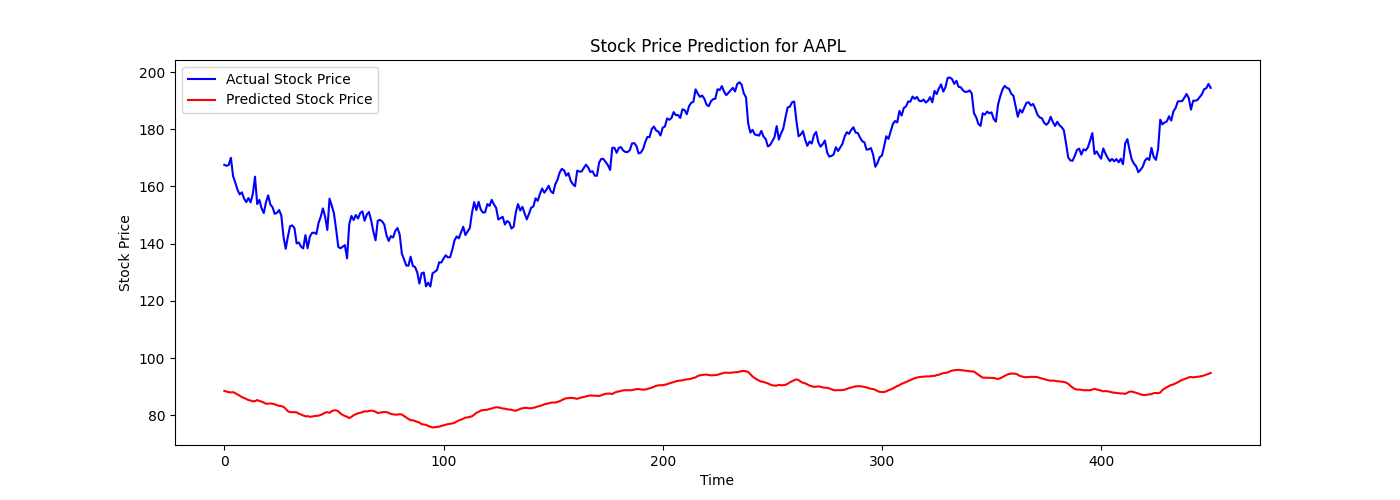 Stock Price Prediction for AAPL
Actual Stock Price
Predicted Stock Price
Stock Price
200
180
160
140
120
100
80
0 100 200 300 400
Time